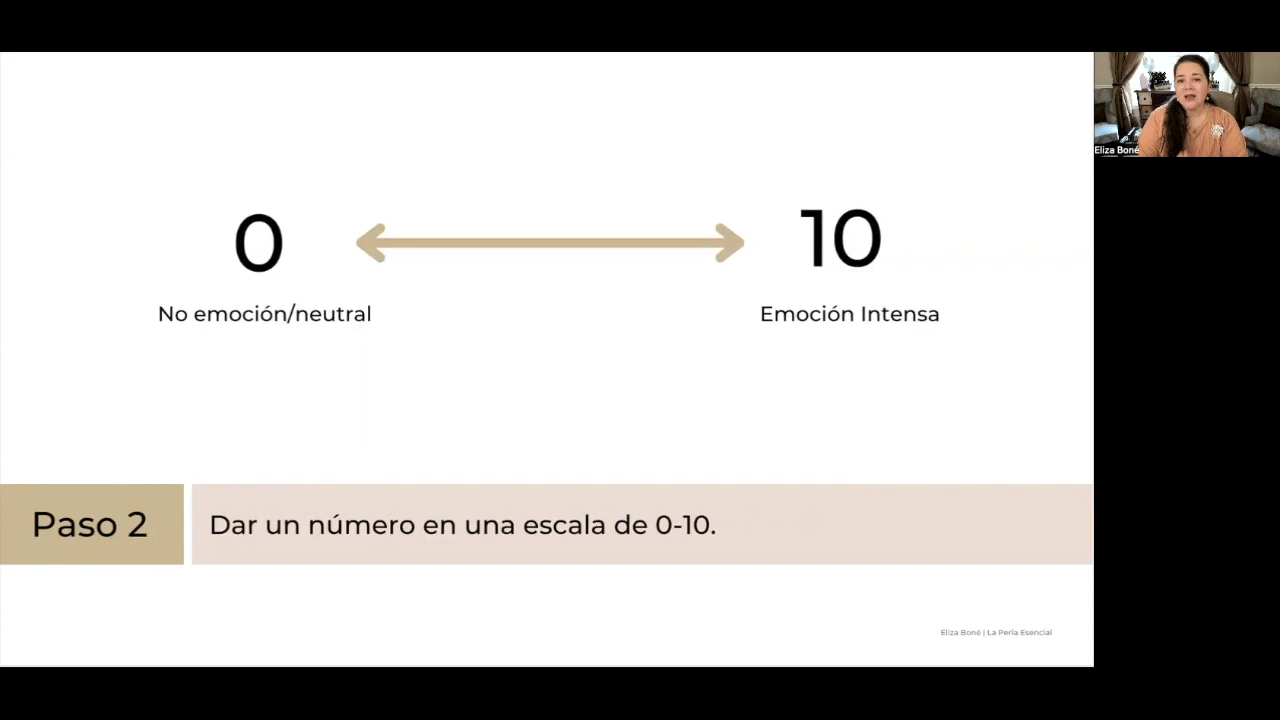 0
10
No emoción/neutral
Emoción Intensa
Paso 2
Dar un número en una escala de 0-10.
Eliza Boné | La Perla Esencial
Eliza Boné